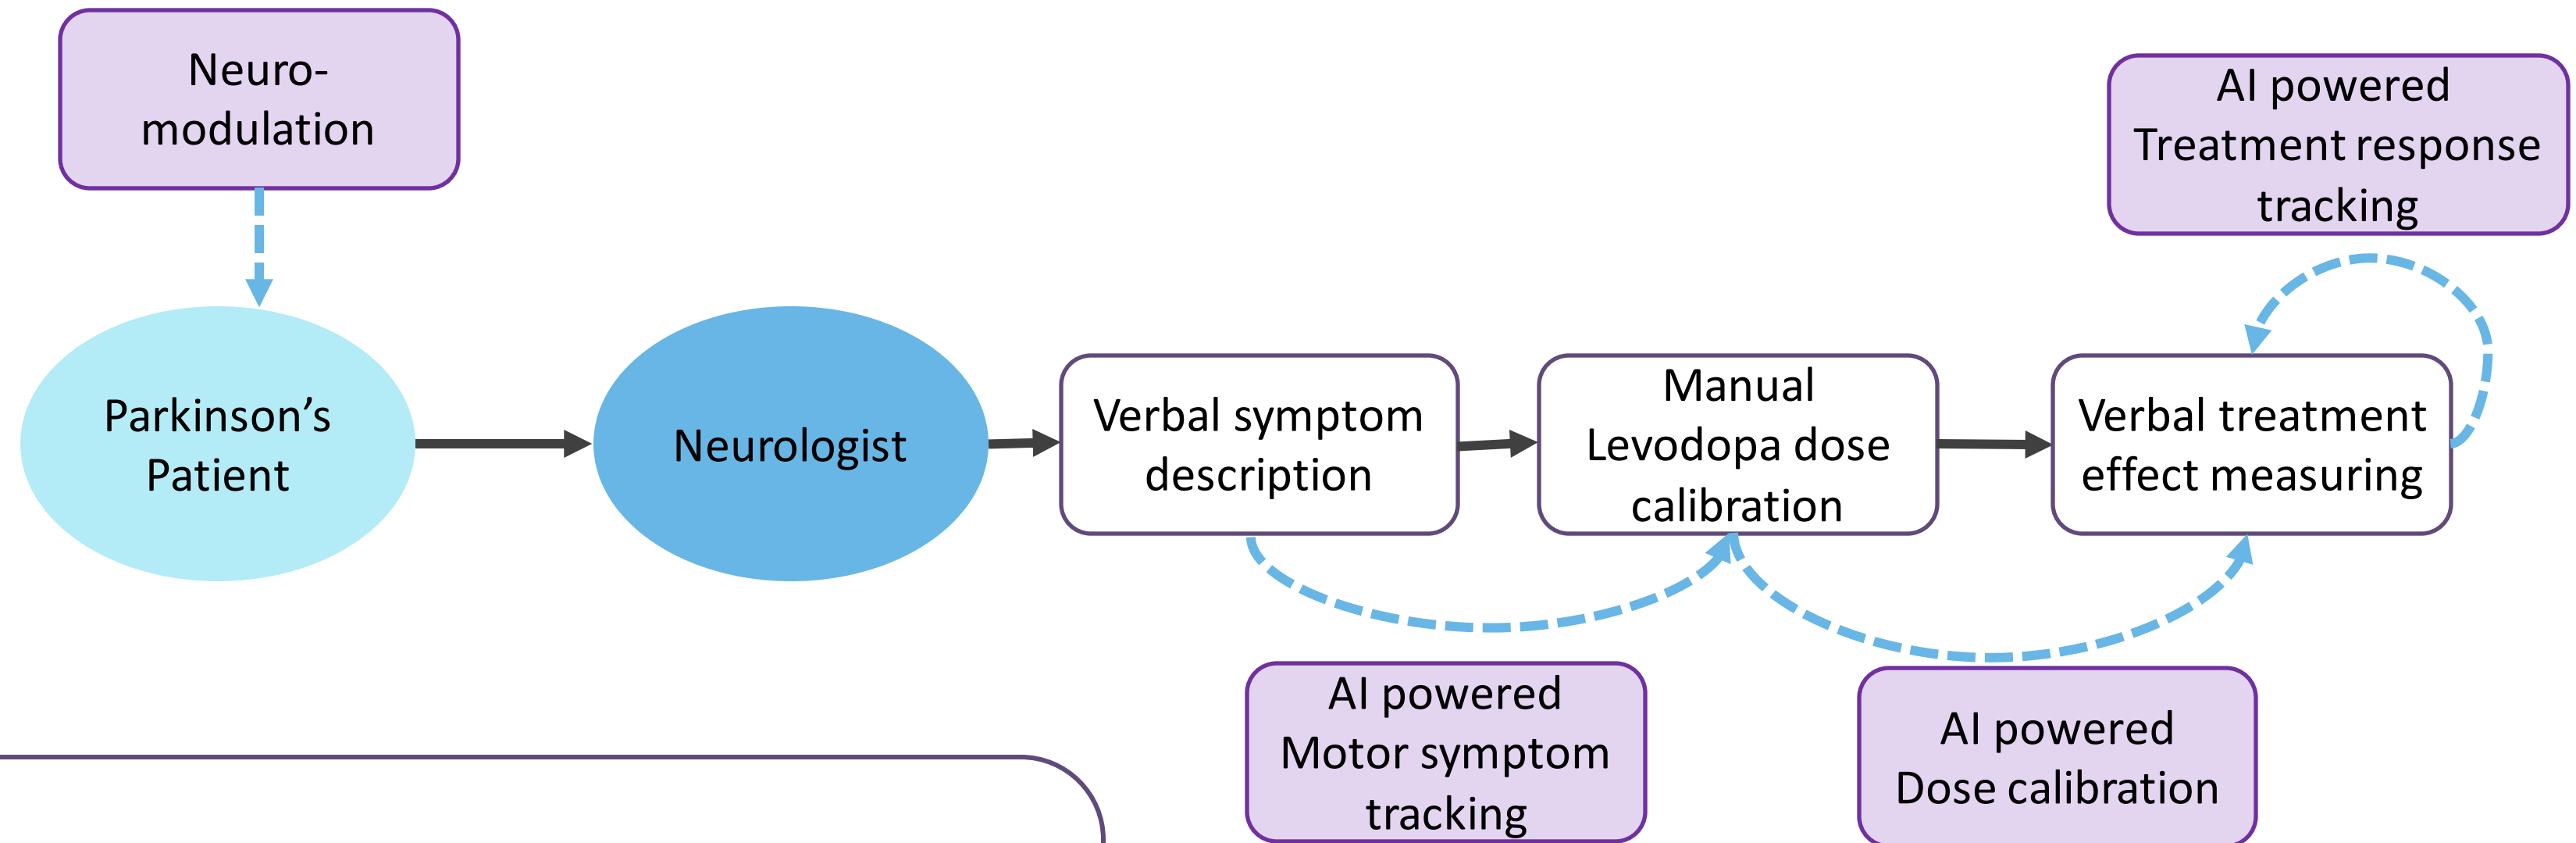 Neuro-
modulation
AI powered
Treatment response
tracking
Parkinson’s
Patient
Neurologist
Verbal symptom
description
Manual
Levodopa dose
calibration
Verbal treatment
effect measuring
AI powered
Motor symptom
tracking
AI powered
Dose calibration